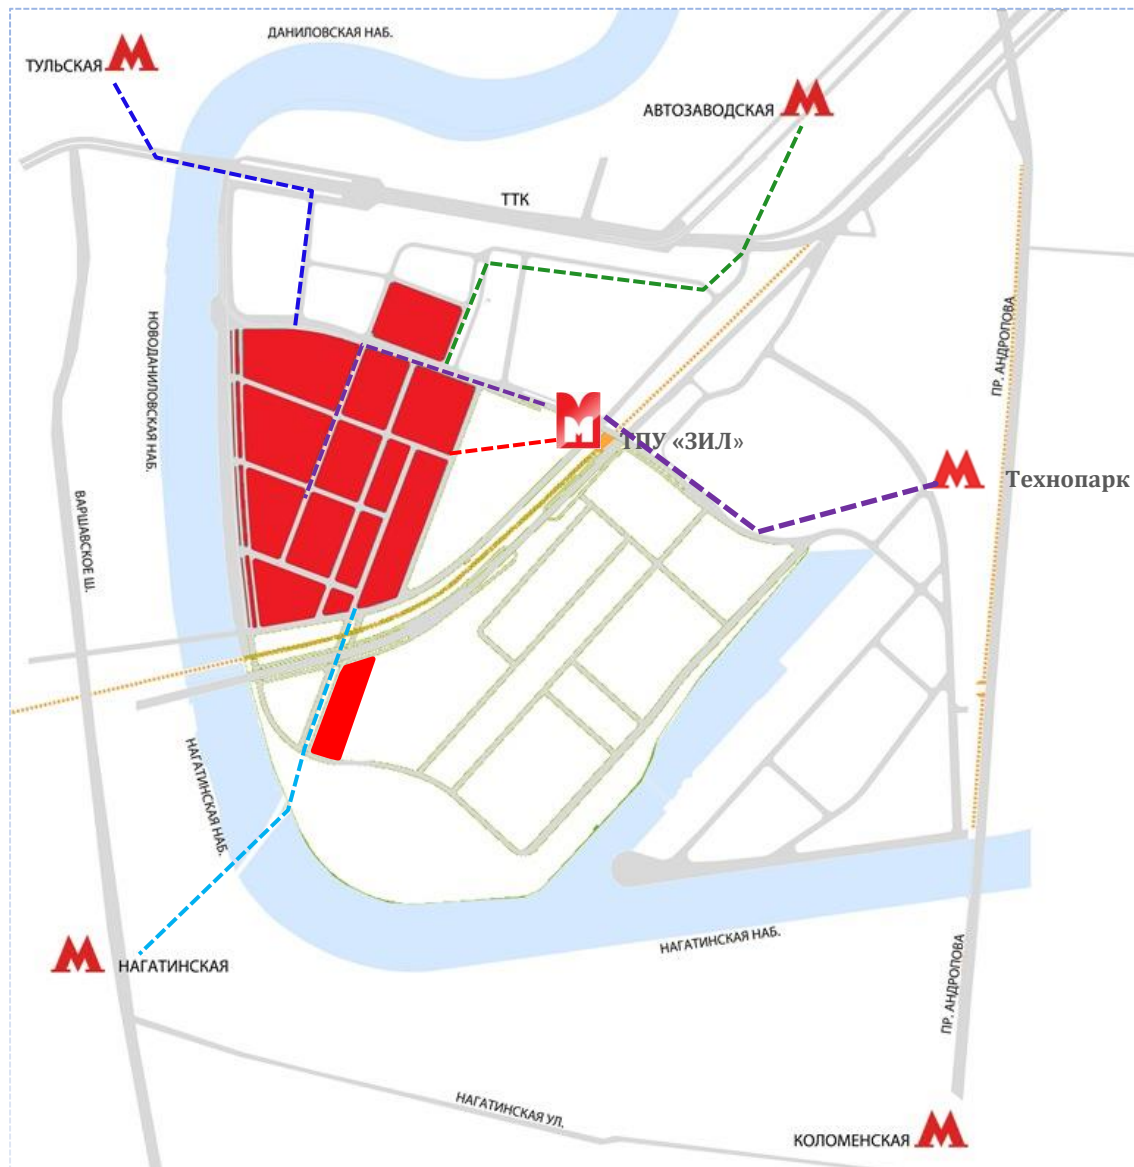 ДАНИЛОВСКАЯ НАБ.
ТУЛЬСКАЯ
АВТОЗАВОДСКАЯ
ТТК
НОВОДАНИЛОВСКАЯ НАБ.
ПР. АНДРОПОВА
ТПУ «ЗИЛ»
Технопарк
ВАРШАВСКОЕ Ш.
НАГАТИНСКАЯ НАБ.
НАГАТИНСКАЯ НАБ.
НАГАТИНСКАЯ
ПР. АНДРОПОВА
НАГАТИНСКАЯ УЛ.
КОЛОМЕНСКАЯ